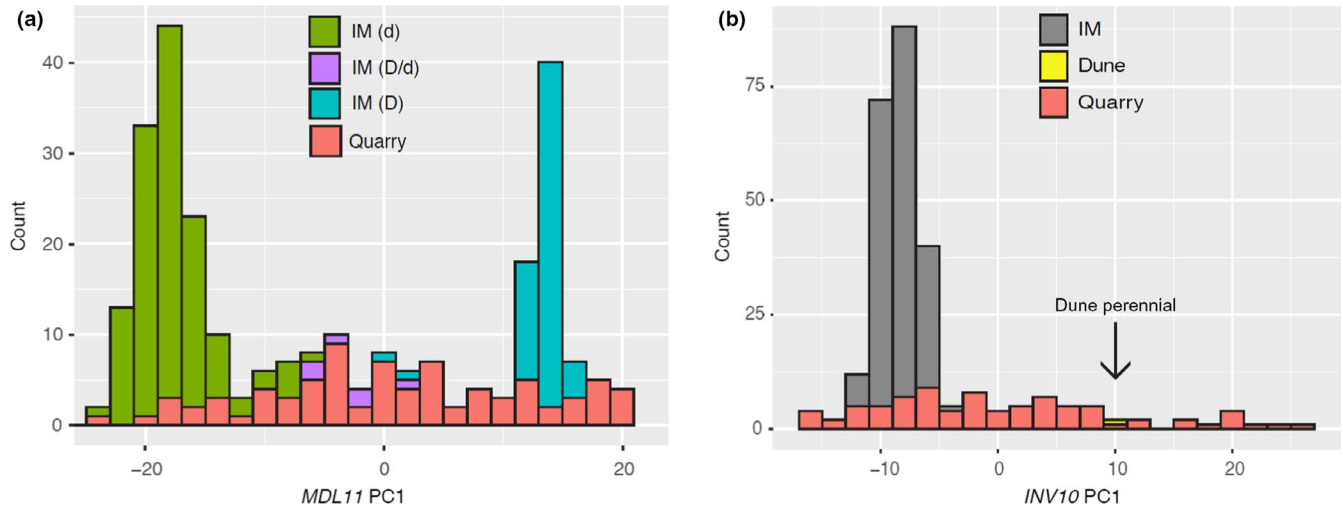 (a)
IM (d)
IM (D/d)
IM (D)
Quarry
40
30
20
10
0
Count
−20
0
20
MDL11 PC1
(b)
IM
Dune
Quarry
75
50
25
0
Count
Dune perennial
−10
0
10
20
INV10 PC1